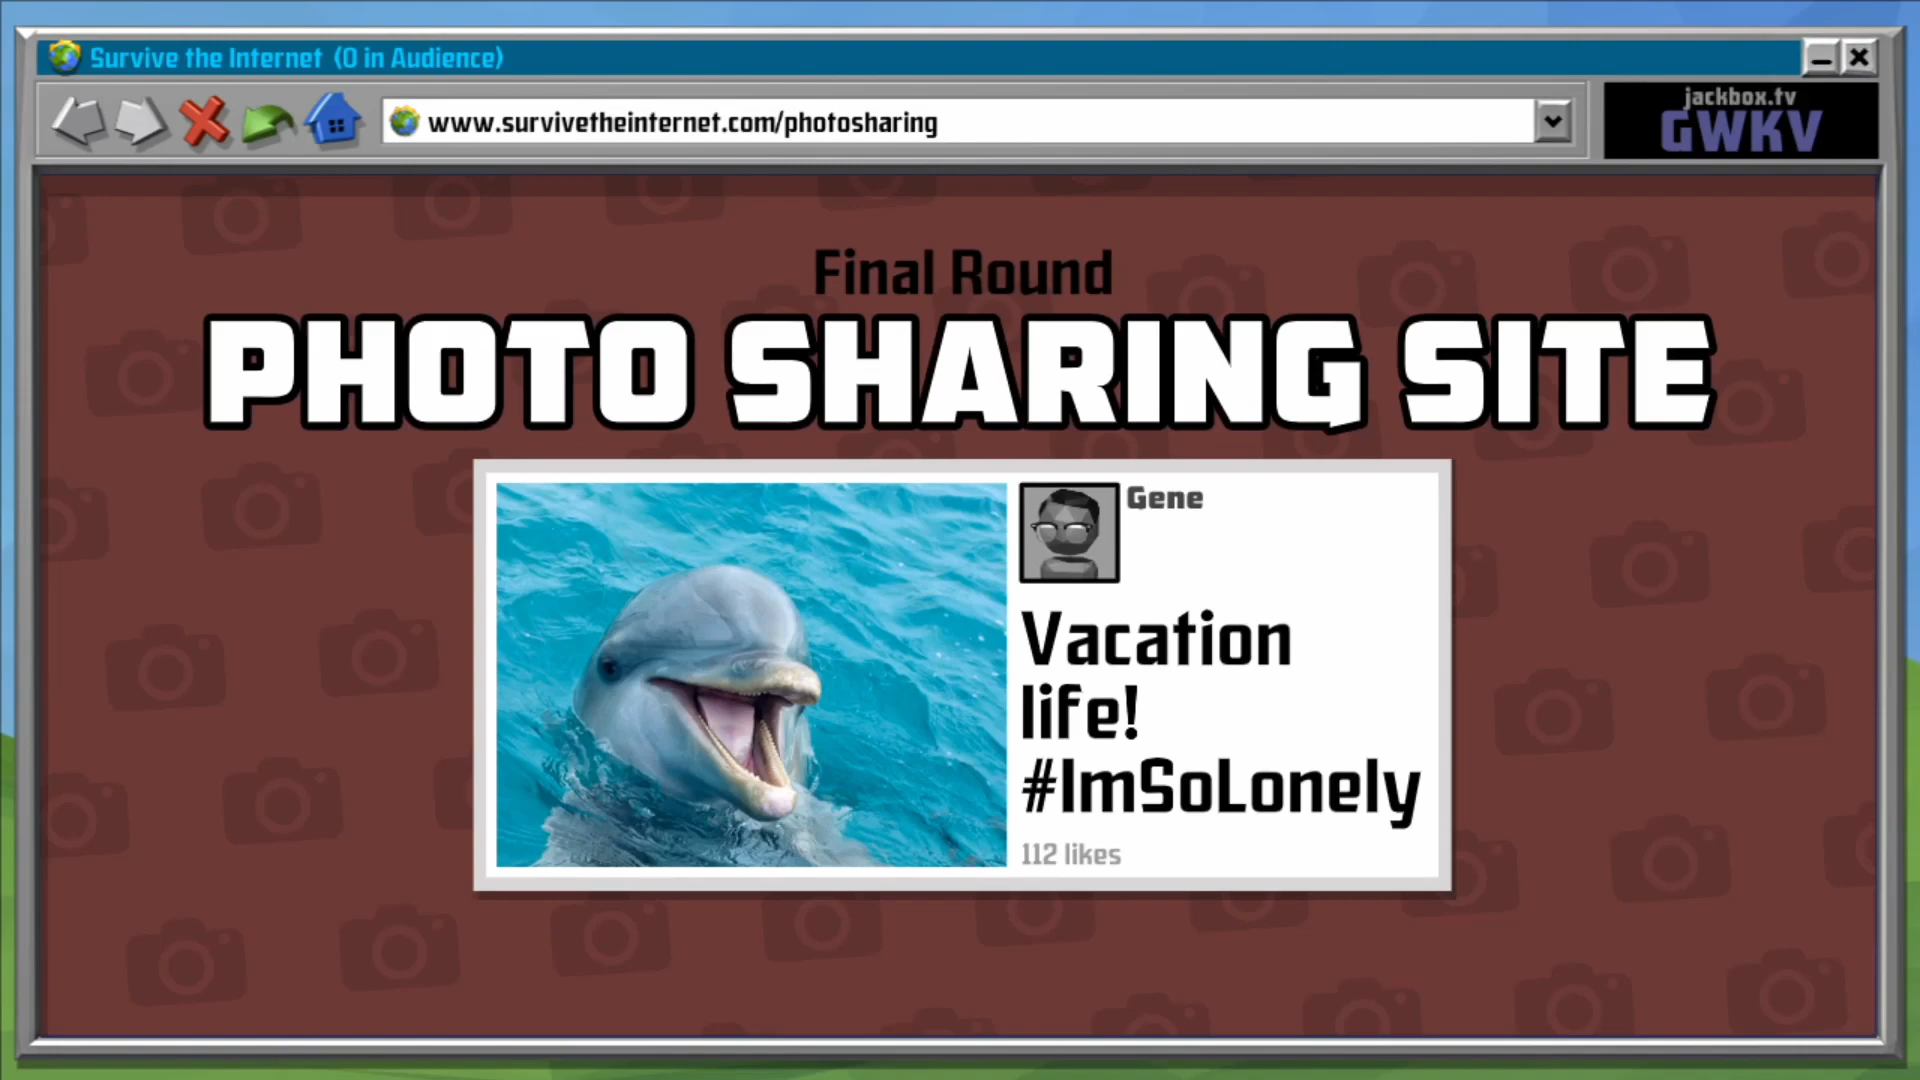 Survive the Internet (0 in Audience)
www.survivetheinternet.com/photosharing
jackbox.tv
GWKV
Final Round
PHOTO SHARING SITE
Gene
Vacation
life!
#ImSoLonely
112 likes